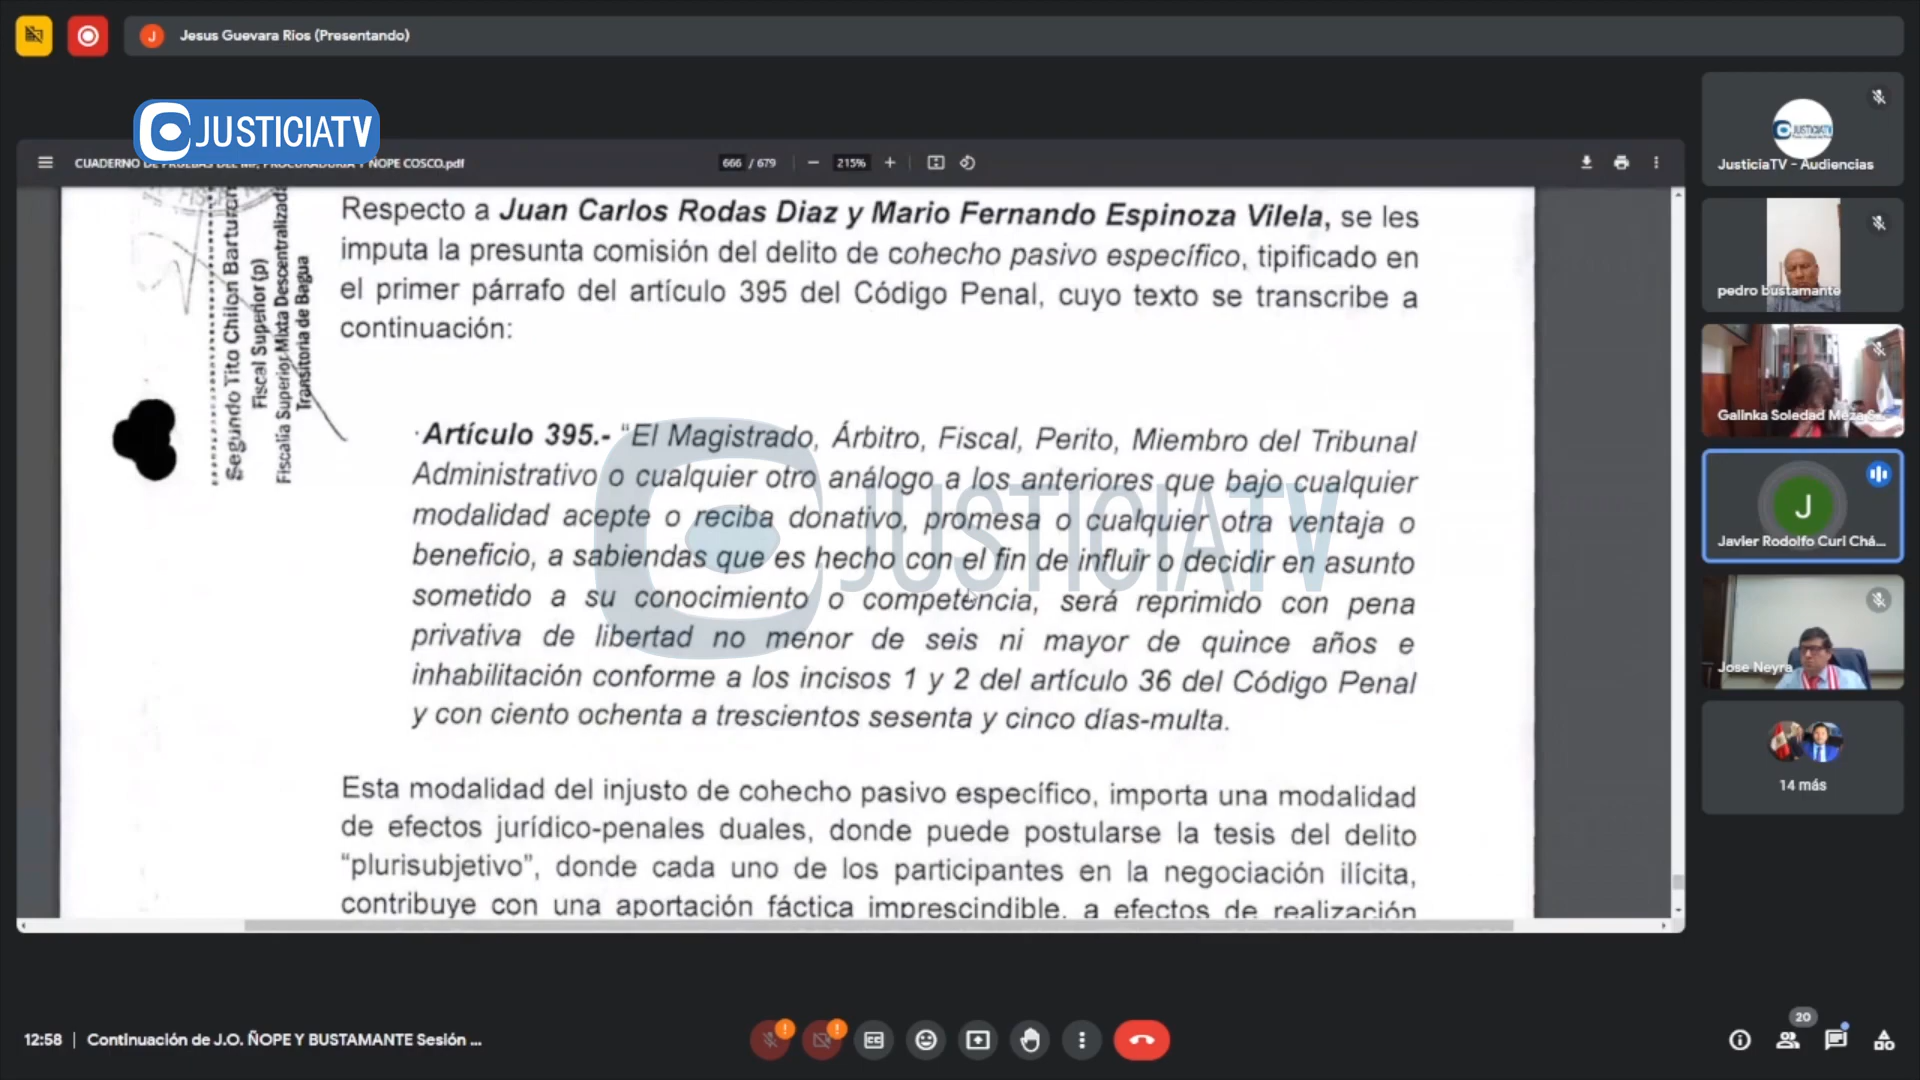 Jesus Guevara Rios (Presentando)
JUSTICIATV
CUADERNO DE PRUEBAS DEL MP, PROCURADURIA Y ÑOPE COSCO.pdf
666 / 679
215%
Segundo Tito Chilon Barturen
Fiscal Superior (p)
Fiscalía Superior Mixta Descentralizada
Transitoria de Bagua
Respecto a Juan Carlos Rodas Diaz y Mario Fernando Espinoza Vilela, se les
imputa la presunta comisión del delito de cohecho pasivo específico, tipificado en
el primer párrafo del artículo 395 del Código Penal, cuyo texto se transcribe a
continuación:
Artículo 395.- “El Magistrado, Árbitro, Fiscal, Perito, Miembro del Tribunal
Administrativo o cualquier otro análogo a los anteriores que bajo cualquier
modalidad acepte o reciba donativo, promesa o cualquier otra ventaja o
beneficio, a sabiendas que es hecho con el fin de influir o decidir en asunto
sometido a su conocimiento o competencia, será reprimido con pena
privativa de libertad no menor de seis ni mayor de quince años e
inhabilitación conforme a los incisos 1 y 2 del artículo 36 del Código Penal
y con ciento ochenta a trescientos sesenta y cinco días-multa.
Esta modalidad del injusto de cohecho pasivo específico, importa una modalidad
de efectos jurídico-penales duales, donde puede postularse la tesis del delito
“plurisubjetivo”, donde cada uno de los participantes en la negociación ilícita,
contribuye con una aportación fáctica imprescindible, a efectos de realización
JUSTICIATV
JUSTICIATV
JusticiaTV - Audiencias
pedro bustamante
Galinka Soledad Meza S...
J
Javier Rodolfo Curi Chá...
Jose Neyra
14 más
12:58 | Continuación de J.O. ÑOPE Y BUSTAMANTE Sesión ...
20